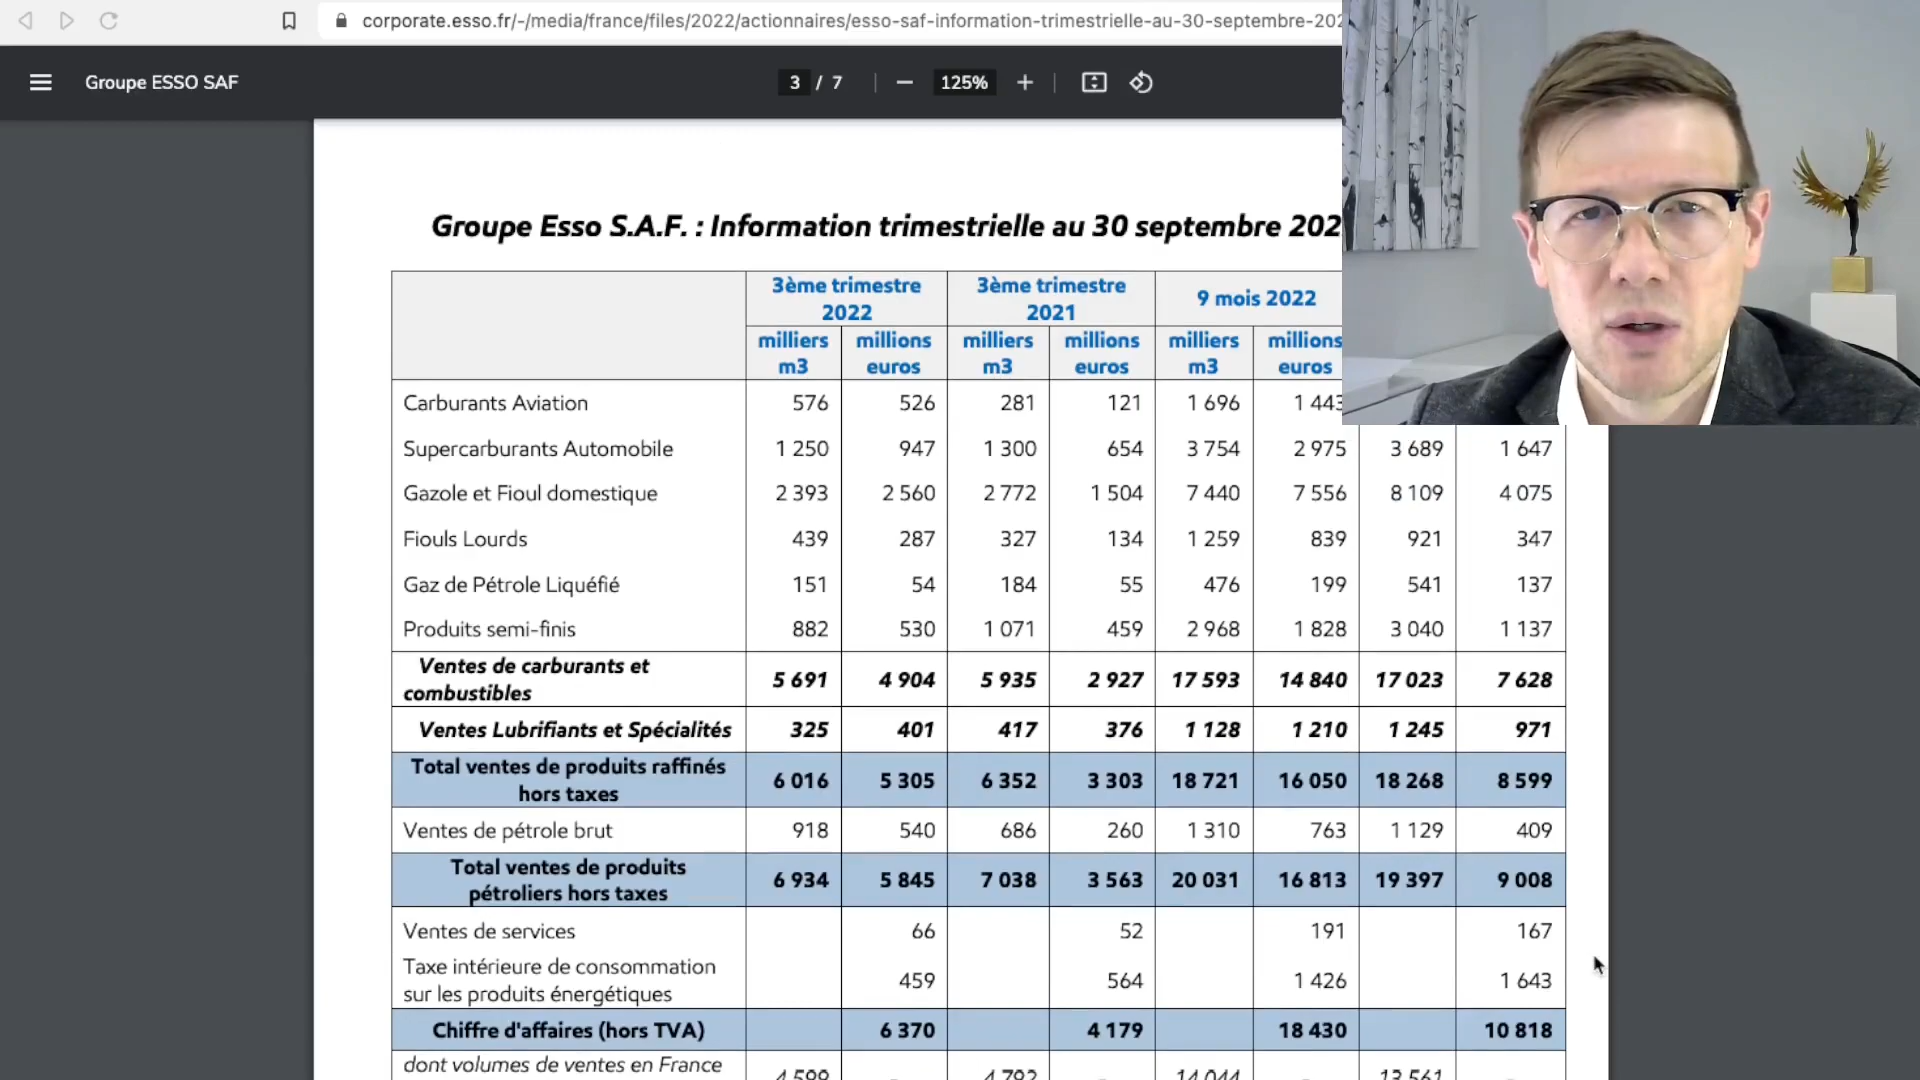 corporate.esso.fr/-/media/france/files/2022/actionnaires/esso-saf-information-trimestrielle-au-30-septembre-202
Groupe ESSO SAF 3 / 7 125%
Groupe Esso S.A.F. : Information trimestrielle au 30 septembre 202
3ème trimestre 3ème trimestre 9 mois 2022
2022 2021
milliers millions milliers millions milliers millions
m3 euros m3 euros m3 euros
Carburants Aviation 576 526 281 121 1 696 1 443
Supercarburants Automobile 1 250 947 1 300 654 3 754 2 975 3 689 1 647
Gazole et Fioul domestique 2 393 2 560 2 772 1 504 7 440 7 556 8 109 4 075
Fiouls Lourds 439 287 327 134 1 259 839 921 347
Gaz de Pétrole Liquéfié 151 54 184 55 476 199 541 137
Produits semi-finis 882 530 1 071 459 2 968 1 828 3 040 1 137
Ventes de carburants et
combustibles 5 691 4 904 5 935 2 927 17 593 14 840 17 023 7 628
Ventes Lubrifiants et Spécialités 325 401 417 376 1 128 1 210 1 245 971
Total ventes de produits raffinés
hors taxes 6 016 5 305 6 352 3 303 18 721 16 050 18 268 8 599
Ventes de pétrole brut 918 540 686 260 1 310 763 1 129 409
Total ventes de produits
pétroliers hors taxes 6 934 5 845 7 038 3 563 20 031 16 813 19 397 9 008
Ventes de services 66 52 191 167
Taxe intérieure de consommation
sur les produits énergétiques 459 564 1 426 1 643
Chiffre d'affaires (hors TVA) 6 370 4 179 18 430 10 818
dont volumes de ventes en France 4 599 - 4 792 - 14 044 - 13 561 -